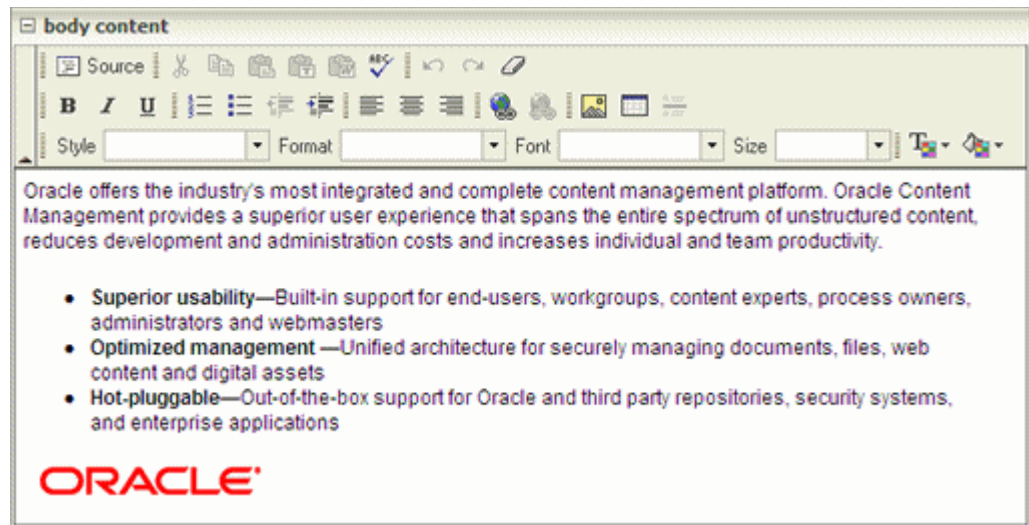 body content
Source ABC
B I U
Style Format Font Size T
Oracle offers the industry's most integrated and complete content management platform. Oracle Content
Management provides a superior user experience that spans the entire spectrum of unstructured content,
reduces development and administration costs and increases individual and team productivity.
• Superior usability—Built-in support for end-users, workgroups, content experts, process owners,
administrators and webmasters
• Optimized management —Unified architecture for securely managing documents, files, web
content and digital assets
• Hot-pluggable—Out-of-the-box support for Oracle and third party repositories, security systems,
and enterprise applications
ORACLE